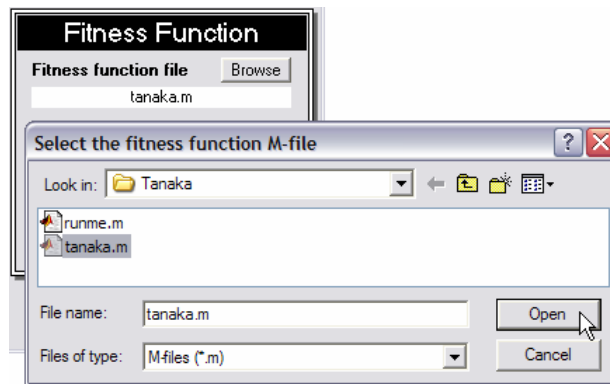 Fitness Function
Fitness function file Browse
tanaka.m
Select the fitness function M-file
Look in: Tanaka
runme.m
tanaka.m
File name: tanaka.m Open
Files of type: M-files (*.m) Cancel